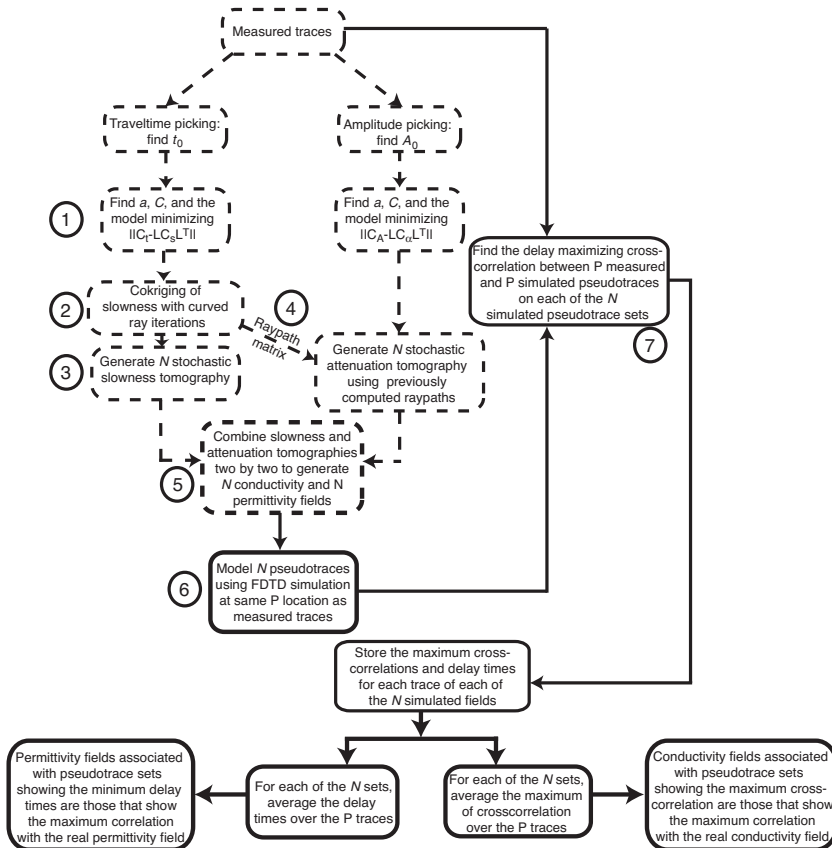 Measured traces
Traveltime picking:
find t0
Amplitude picking:
find A0
1
Find a, C, and the
model minimizing
||Ct-LCsLT||
Find a, C, and the
model minimizing
||CA-LCαLT||
Find the delay maximizing cross-
correlation between P measured
and P simulated pseudotraces
on each of the N
simulated pseudotrace sets
7
2
Cokriging of
slowness with curved
ray iterations
4
Raypath
matrix
3
Generate N stochastic
slowness tomography
Generate N stochastic
attenuation tomography
using previously
computed raypaths
5
Combine slowness and
attenuation tomographies
two by two to generate
N conductivity and N
permittivity fields
6
Model N pseudotraces
using FDTD simulation
at same P location as
measured traces
Store the maximum cross-
correlations and delay times
for each trace of each of
the N simulated fields
Permittivity fields associated
with pseudotrace sets
showing the minimum delay
times are those that show
the maximum correlation
with the real permittivity field
For each of the N sets,
average the delay
times over the P traces
For each of the N sets,
average the maximum
of crosscorrelation
over the P traces
Conductivity fields associated
with pseudotrace sets
showing the maximum cross-
correlation are those that show
the maximum correlation
with the real conductivity field